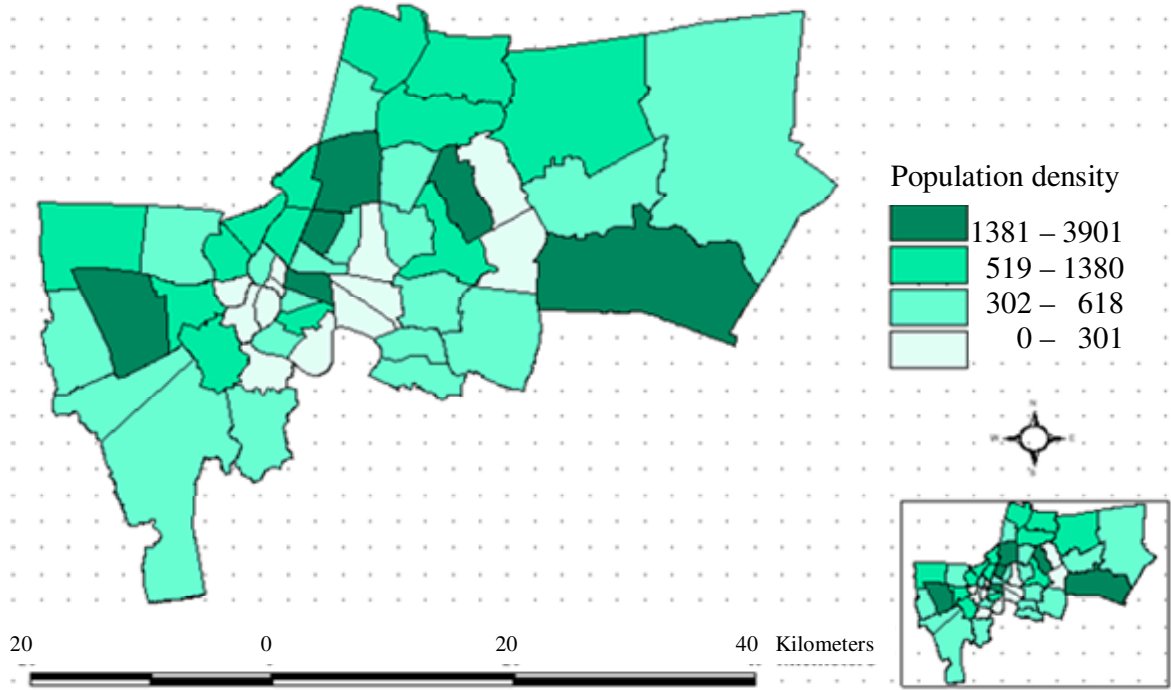 Population density
1381 – 3901
519 – 1380
302 – 618
0 – 301
N
W E
20 0 20 40 Kilometers